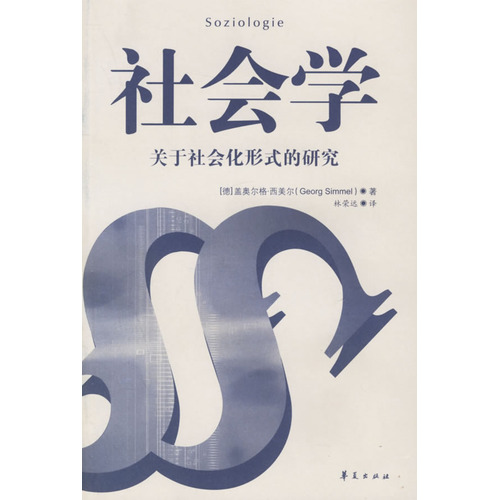 Soziologie
社会学
关于社会化形式的研究
[德]盖奥尔格·西美尔(Georg Simmel)◉著
林荣远◉译
华夏出版社